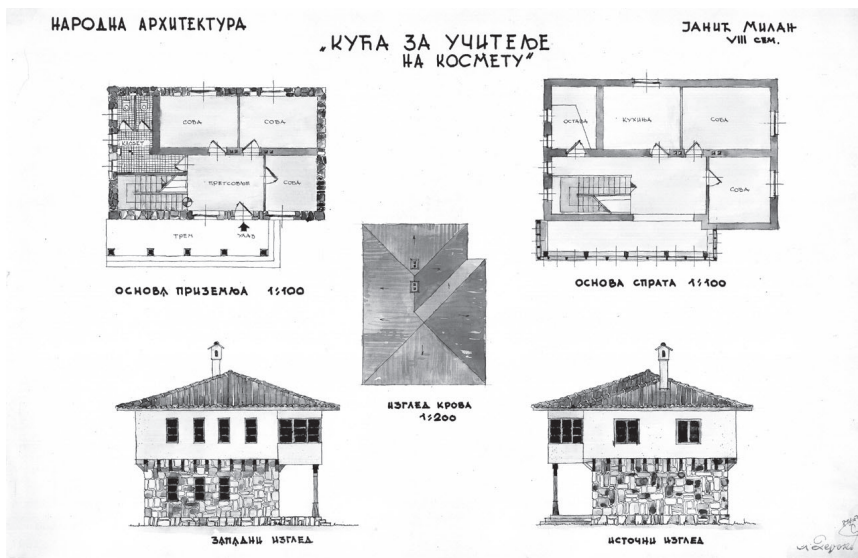 НАРОДНА АРХИТЕКТУРА
ЈАНИЋ МИЛАН
VIII СЕМ.
„КУЋА ЗА УЧИТЕЉЕ
НА КОСМЕТУ“
СОБА
СОБА
КЛОЗЕТ
ПРЕТСОБЉЕ
СОБА
ТРЕМ
УЛАЗ
ОСНОВА ПРИЗЕМЉА 1:100
ОСТАВА
КУХИЊА
СОБА
СОБА
ОСНОВА СПРАТА 1:100
ИЗГЛЕД КРОВА
1:200
ЗАПАДНИ ИЗГЛЕД
ИСТОЧНИ ИЗГЛЕД